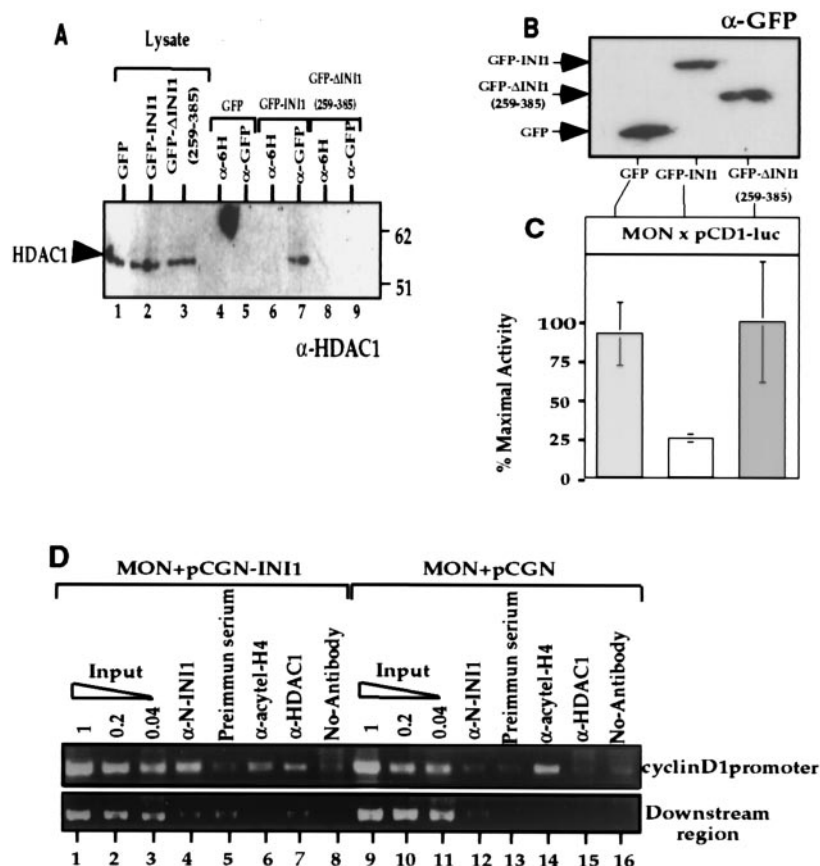 A
Lysate
GFP
GFP-INI1
GFP-ΔINI1
(259-385)
GFP
GFP-INI1
GFP-ΔINI1
(259-385)
α-6H
α-GFP
α-6H
α-GFP
α-6H
α-GFP
HDAC1
62
51
1 2 3 4 5 6 7 8 9
α-HDAC1
B
α-GFP
GFP-INI1
GFP-ΔINI1
(259-385)
GFP
GFP GFP-INI1 GFP-ΔINI1
(259-385)
C
MON x pCD1-luc
% Maximal Activity
100
75
50
25
0
D
MON+pCGN-INI1 MON+pCGN
Input
1
0.2
0.04
α-N-INI1
Preimmun serium
α-acytel-H4
α-HDAC1
No-Antibody
Input
1
0.2
0.04
α-N-INI1
Preimmun serium
α-acytel-H4
α-HDAC1
No-Antibody
cyclinD1promoter
Downstream
region
1 2 3 4 5 6 7 8 9 10 11 12 13 14 15 16